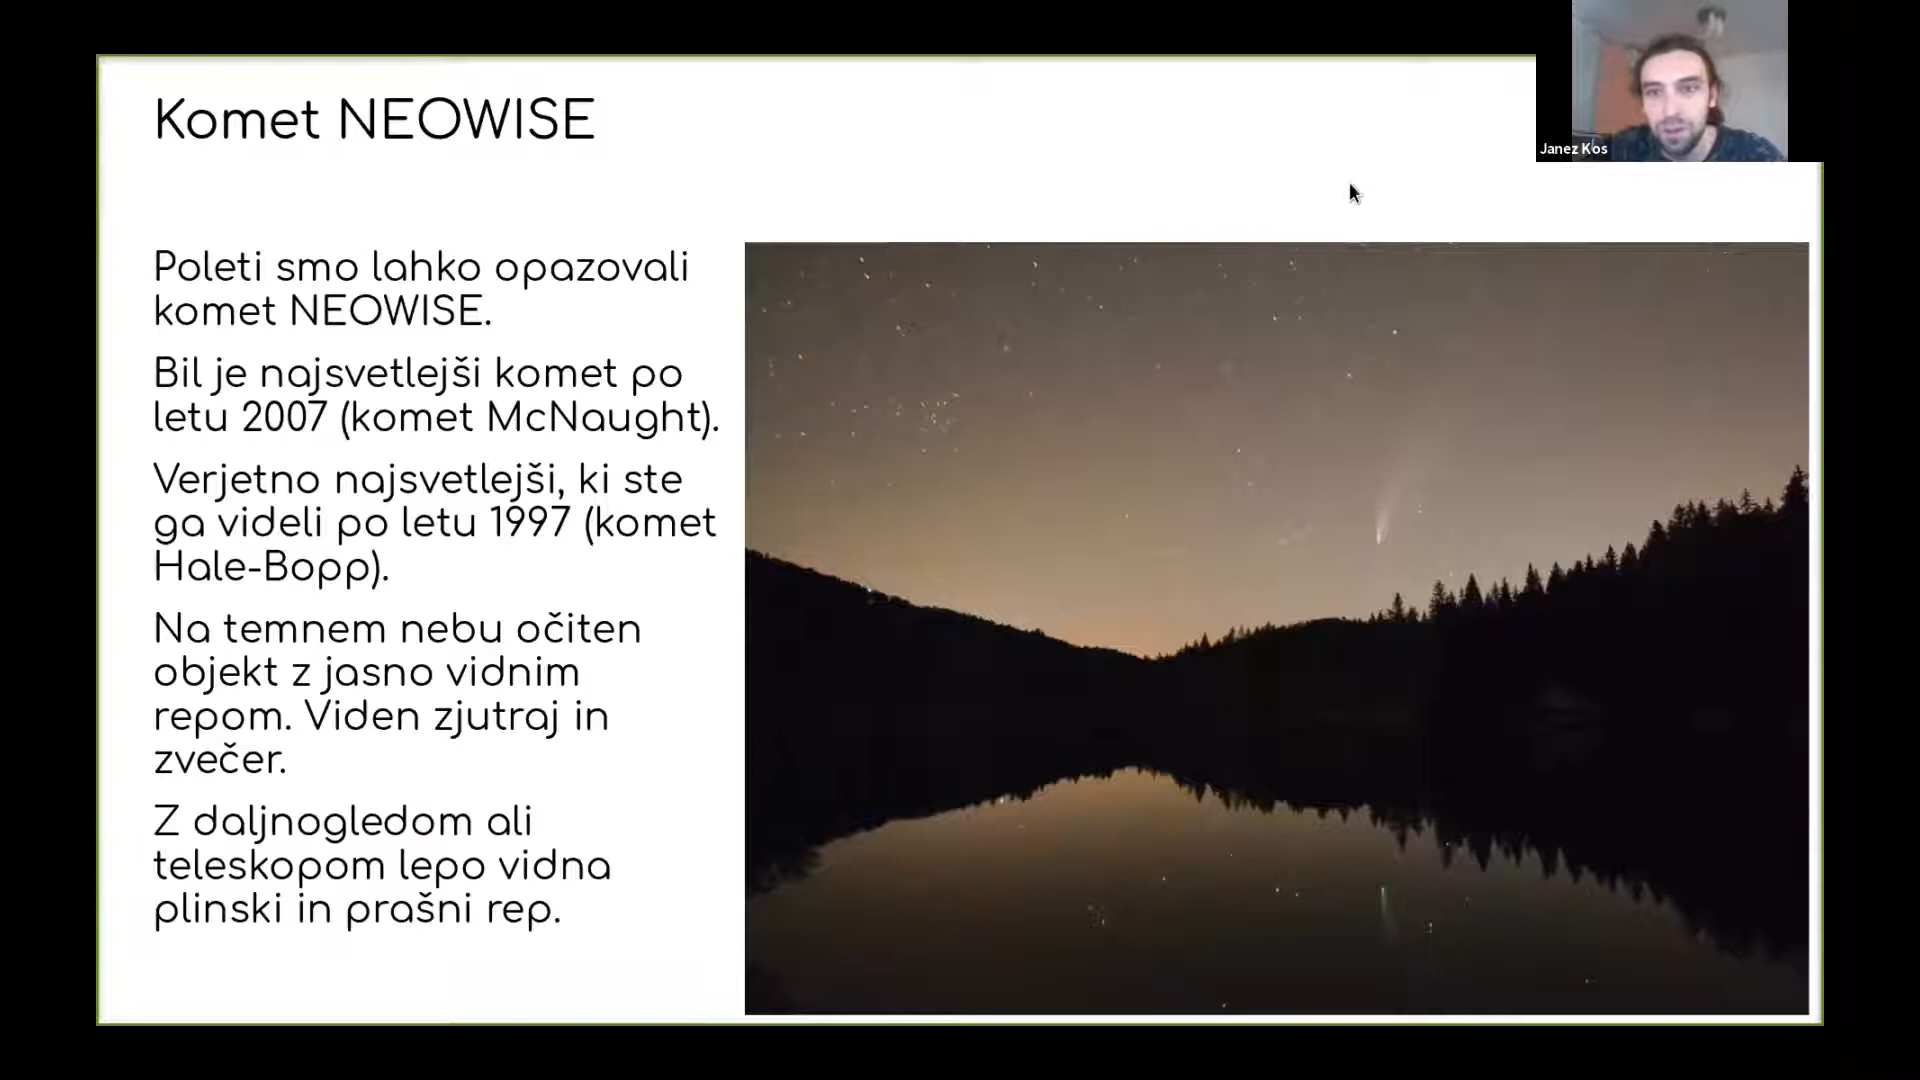 Komet NEOWISE
Janez Kos
Poleti smo lahko opazovali
komet NEOWISE.
Bil je najsvetlejši komet po
letu 2007 (komet McNaught).
Verjetno najsvetlejši, ki ste
ga videli po letu 1997 (komet
Hale-Bopp).
Na temnem nebu očiten
objekt z jasno vidnim
repom. Viden zjutraj in
zvečer.
Z daljnogledom ali
teleskopom lepo vidna
plinski in prašni rep.